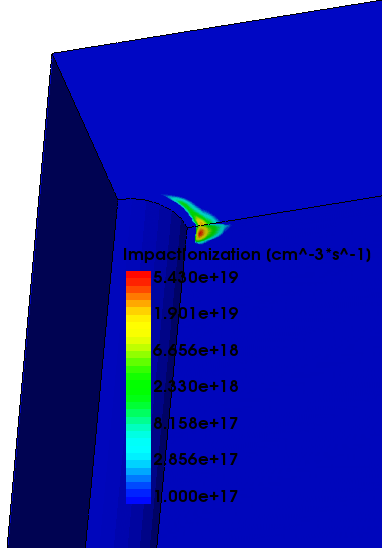 Impactionization (cm^-3*s^-1)
5.430e+19
1.901e+19
6.656e+18
2.330e+18
8.158e+17
2.856e+17
1.000e+17